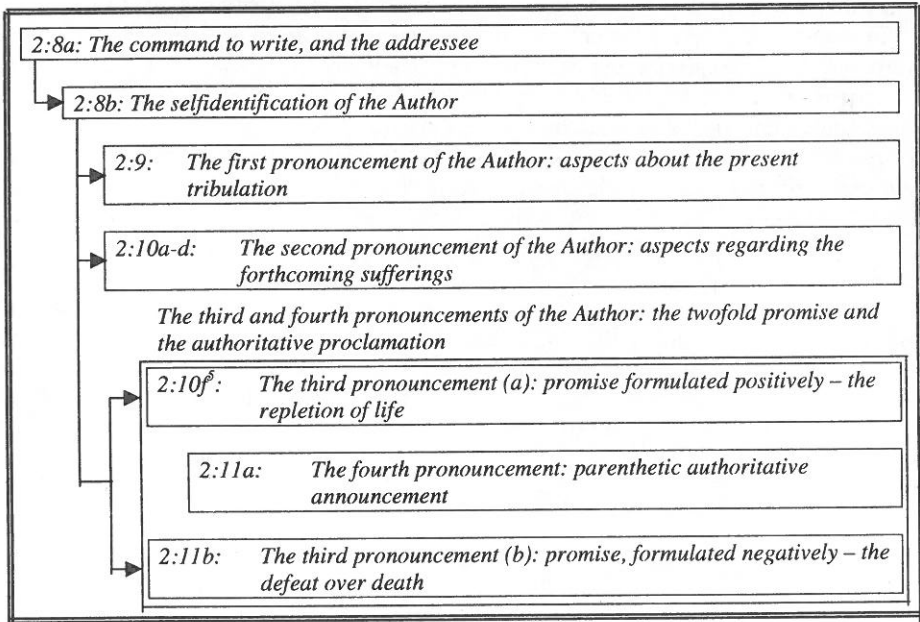 2:8a: The command to write, and the addressee
2:8b: The selfidentification of the Author
2:9: The first pronouncement of the Author: aspects about the present
tribulation
2:10a-d: The second pronouncement of the Author: aspects regarding the
forthcoming sufferings
The third and fourth pronouncements of the Author: the twofold promise and
the authoritative proclamation
2:10f⁵: The third pronouncement (a): promise formulated positively – the
repletion of life
2:11a: The fourth pronouncement: parenthetic authoritative
announcement
2:11b: The third pronouncement (b): promise, formulated negatively – the
defeat over death